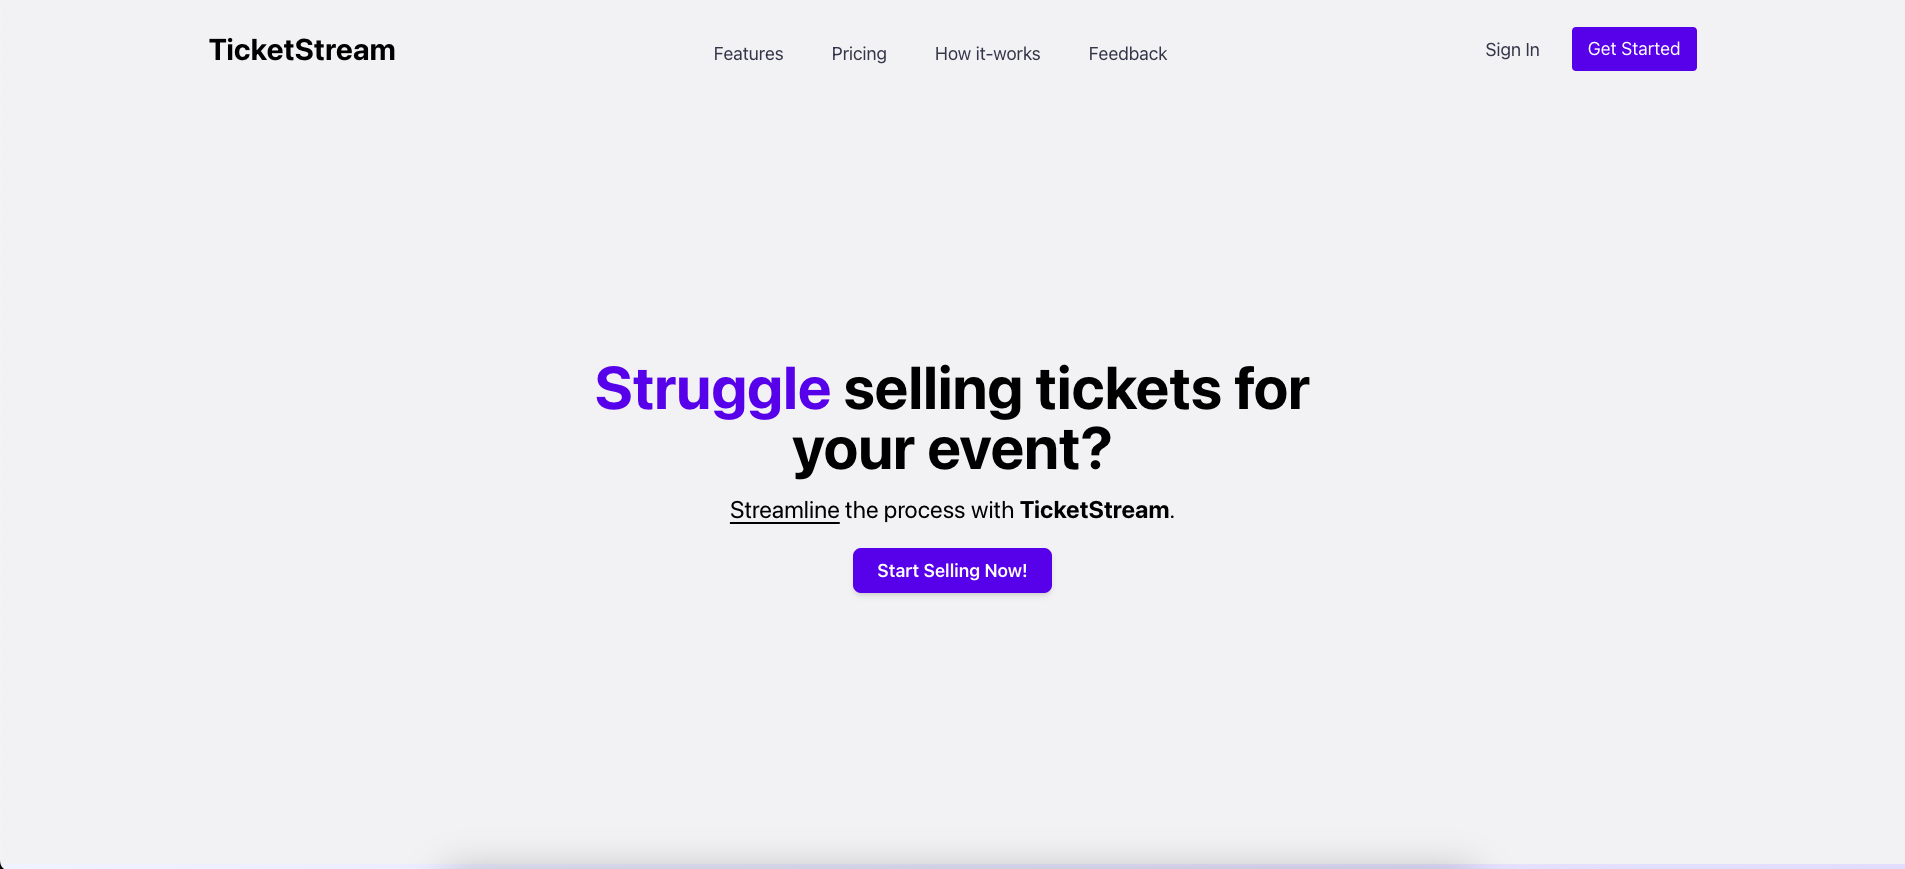 TicketStream
Features
Pricing
How it-works
Feedback
Sign In
Get Started
Struggle selling tickets for
your event?
Streamline the process with TicketStream.
Start Selling Now!